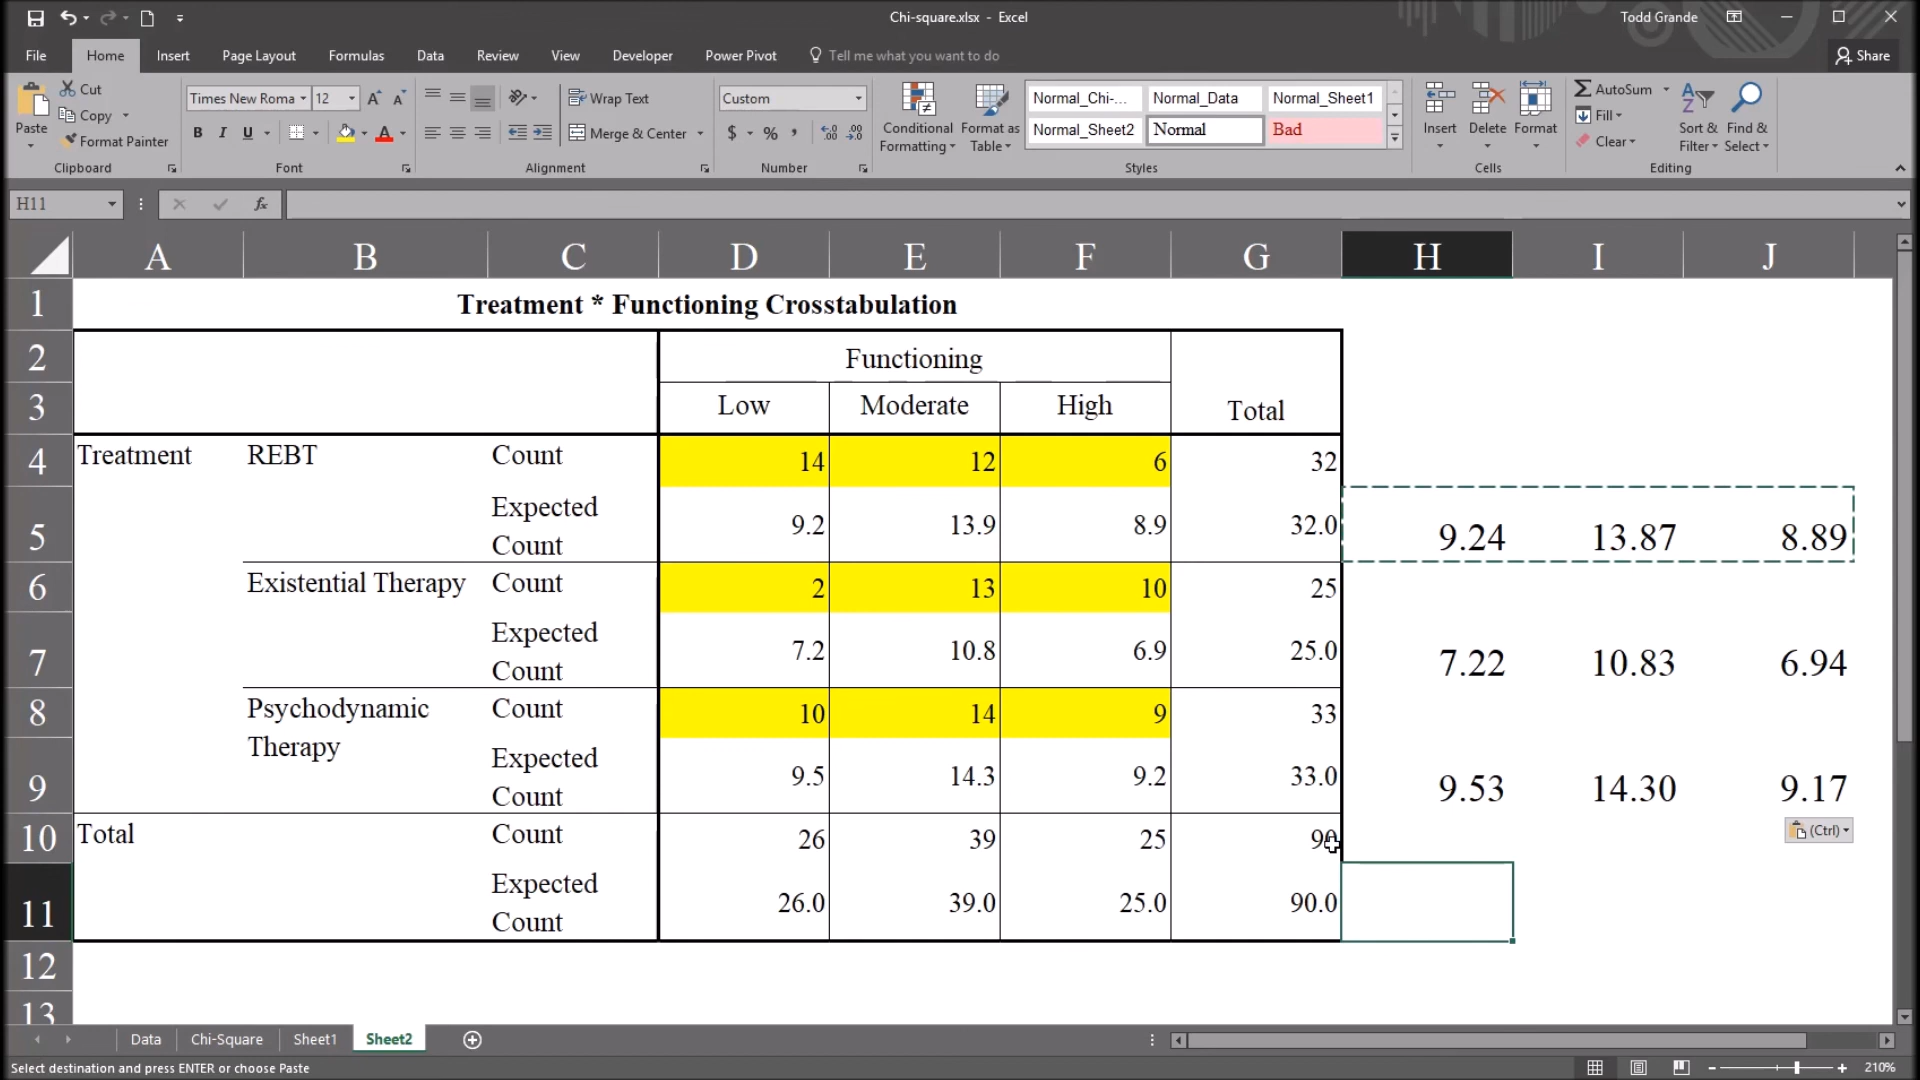 Chi-square.xlsx - Excel
Todd Grande
File Home Insert Page Layout Formulas Data Review View Developer Power Pivot Tell me what you want to do Share
Paste
Cut
Copy
Format Painter
Clipboard
Times New Roma 12
B I U
Font
Wrap Text
Merge & Center
Alignment
Custom
$ % ,
Number
Conditional Formatting
Format as Table
Normal_Chi-... Normal_Data Normal_Sheet1
Normal_Sheet2 Normal Bad
Styles
Insert Delete Format
Cells
AutoSum
Fill
Clear
Sort & Filter
Find & Select
Editing
H11 fx
A B C D E F G H I J
1 Treatment * Functioning Crosstabulation
2 Functioning
3 Low Moderate High Total
4 Treatment REBT Count 14 12 6 32
5 Expected Count 9.2 13.9 8.9 32.0 9.24 13.87 8.89
6 Existential Therapy Count 2 13 10 25
7 Expected Count 7.2 10.8 6.9 25.0 7.22 10.83 6.94
8 Psychodynamic Therapy Count 10 14 9 33
9 Expected Count 9.5 14.3 9.2 33.0 9.53 14.30 9.17
10 Total Count 26 39 25 90
(Ctrl)
11 Expected Count 26.0 39.0 25.0 90.0
12
13
Data Chi-Square Sheet1 Sheet2
Select destination and press ENTER or choose Paste
210%